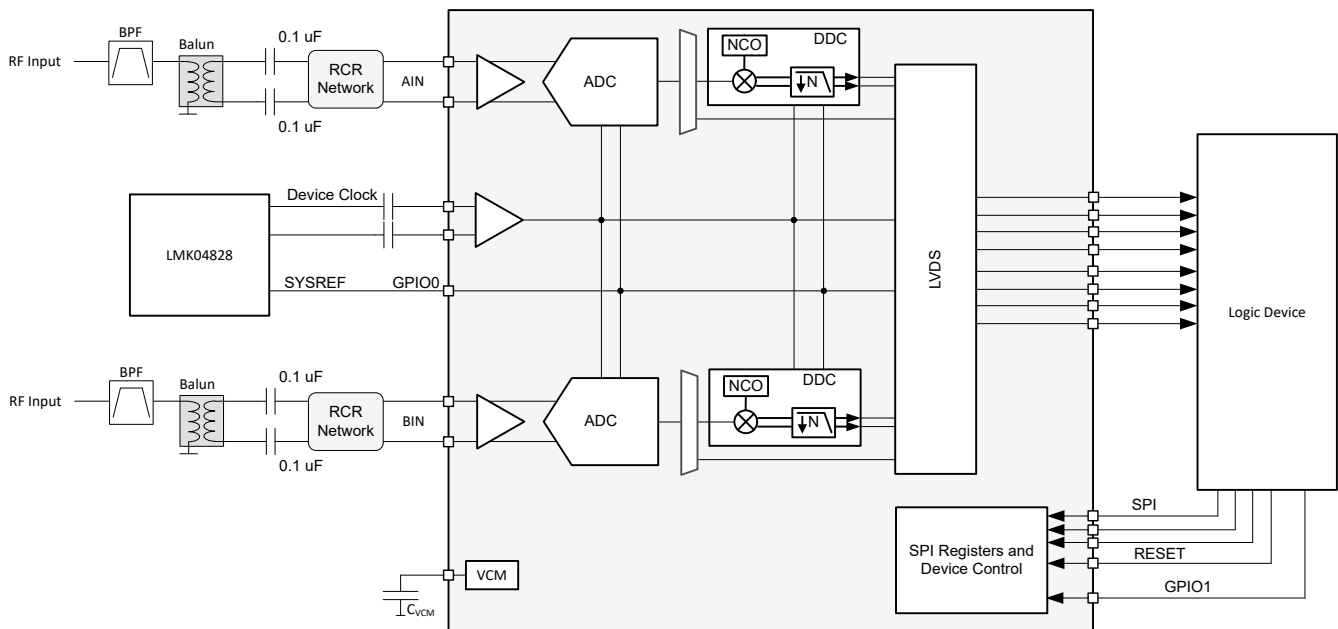 BPF
Balun
0.1 uF
RF Input
RCR
Network
AIN
0.1 uF
ADC
NCO
DDC
N
Device Clock
LMK04828
SYSREF
GPIO0
LVDS
Logic Device
BPF
Balun
0.1 uF
RF Input
RCR
Network
BIN
0.1 uF
ADC
NCO
DDC
N
SPI
SPI Registers and
Device Control
RESET
GPIO1
VCM
CVCM